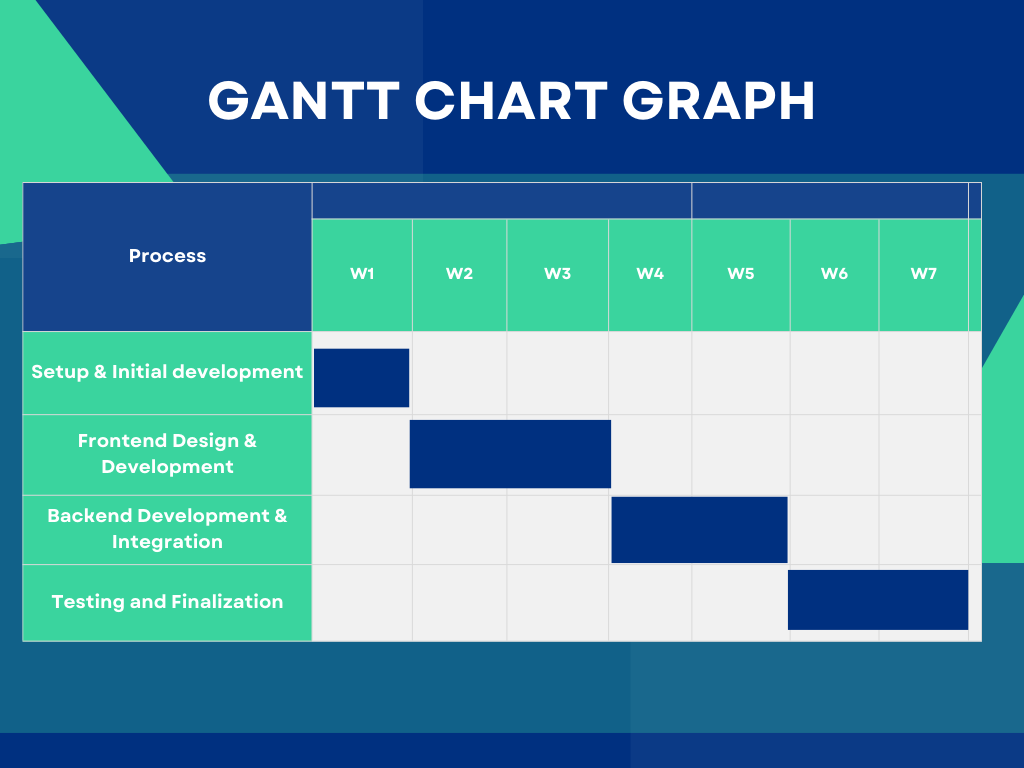 GANTT CHART GRAPH
Process
W1 W2 W3 W4 W5 W6 W7
Setup & Initial development
Frontend Design &
Development
Backend Development &
Integration
Testing and Finalization